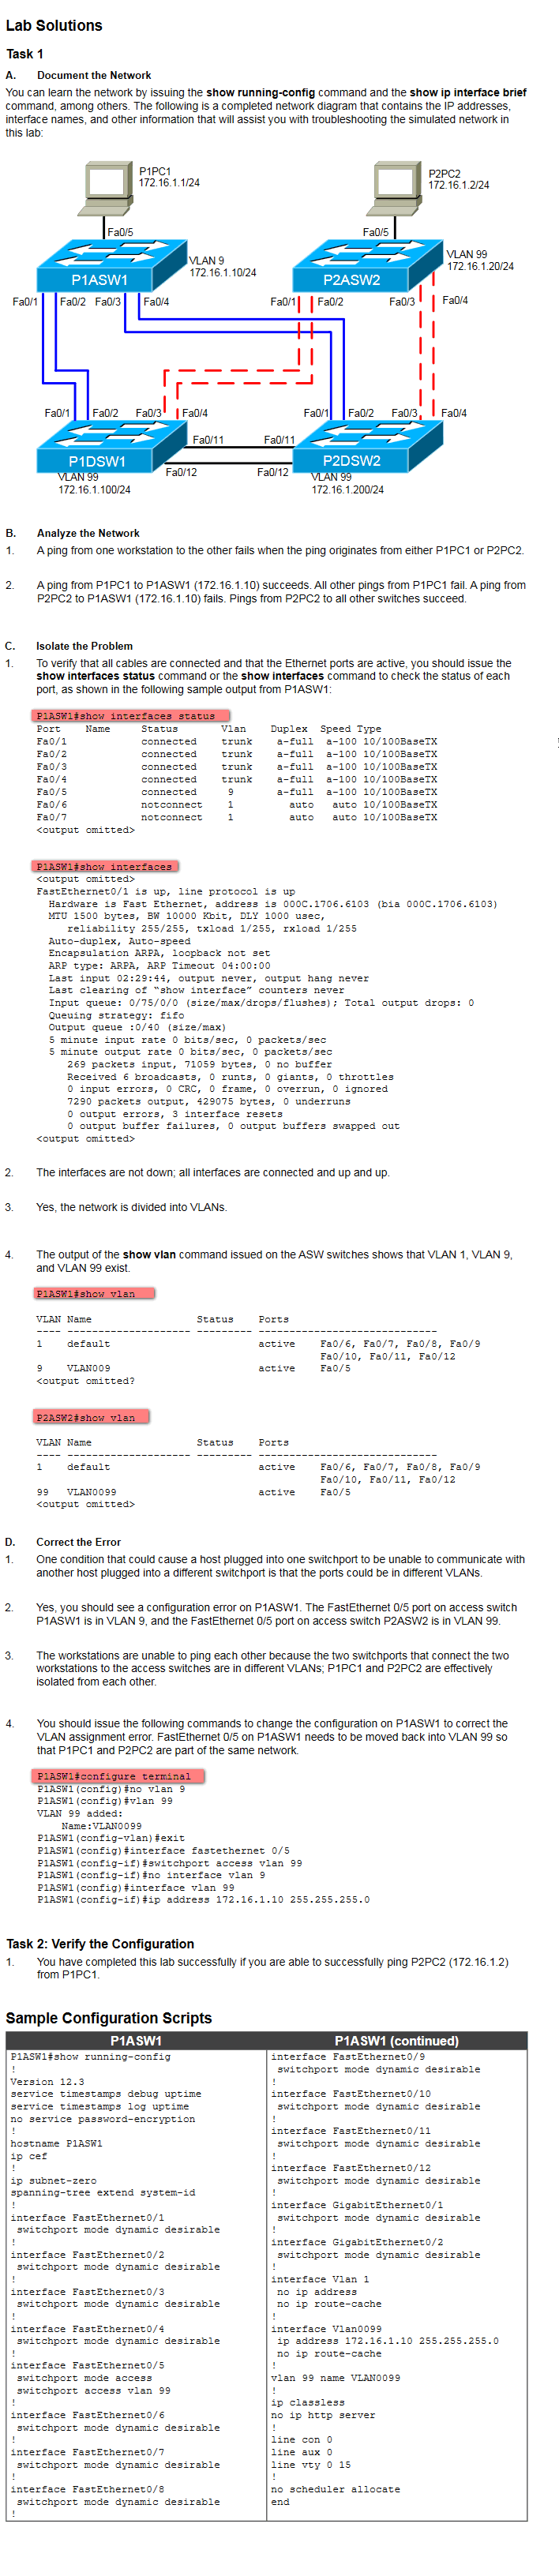 Lab Solutions
Task 1
A. Document the Network
You can learn the network by issuing the show running-config command and the show ip interface brief
command, among others. The following is a completed network diagram that contains the IP addresses,
interface names, and other information that will assist you with troubleshooting the simulated network in
this lab:
P1PC1
172.16.1.1/24
P2PC2
172.16.1.2/24
Fa0/5
Fa0/5
VLAN 9
172.16.1.10/24
VLAN 99
172.16.1.20/24
P1ASW1
P2ASW2
Fa0/1 Fa0/2 Fa0/3 Fa0/4
Fa0/1 Fa0/2 Fa0/3 Fa0/4
Fa0/1 Fa0/2 Fa0/3 Fa0/4
Fa0/1 Fa0/2 Fa0/3 Fa0/4
Fa0/11 Fa0/11
P1DSW1
P2DSW2
Fa0/12 Fa0/12
VLAN 99
172.16.1.100/24
VLAN 99
172.16.1.200/24
B. Analyze the Network
1. A ping from one workstation to the other fails when the ping originates from either P1PC1 or P2PC2.
2. A ping from P1PC1 to P1ASW1 (172.16.1.10) succeeds. All other pings from P1PC1 fail. A ping from
P2PC2 to P1ASW1 (172.16.1.10) fails. Pings from P2PC2 to all other switches succeed.
C. Isolate the Problem
1. To verify that all cables are connected and that the Ethernet ports are active, you should issue the
show interfaces status command or the show interfaces command to check the status of each
port, as shown in the following sample output from P1ASW1:
P1ASW1#show interfaces status
Port Name Status Vlan Duplex Speed Type
Fa0/1 connected trunk a-full a-100 10/100BaseTX
Fa0/2 connected trunk a-full a-100 10/100BaseTX
Fa0/3 connected trunk a-full a-100 10/100BaseTX
Fa0/4 connected trunk a-full a-100 10/100BaseTX
Fa0/5 connected 9 a-full a-100 10/100BaseTX
Fa0/6 notconnect 1 auto auto 10/100BaseTX
Fa0/7 notconnect 1 auto auto 10/100BaseTX
<output omitted>
P1ASW1#show interfaces
<output omitted>
FastEthernet0/1 is up, line protocol is up
Hardware is Fast Ethernet, address is 000C.1706.6103 (bia 000C.1706.6103)
MTU 1500 bytes, BW 10000 Kbit, DLY 1000 usec,
reliability 255/255, txload 1/255, rxload 1/255
Auto-duplex, Auto-speed
Encapsulation ARPA, loopback not set
ARP type: ARPA, ARP Timeout 04:00:00
Last input 02:29:44, output never, output hang never
Last clearing of "show interface" counters never
Input queue: 0/75/0/0 (size/max/drops/flushes); Total output drops: 0
Queuing strategy: fifo
Output queue :0/40 (size/max)
5 minute input rate 0 bits/sec, 0 packets/sec
5 minute output rate 0 bits/sec, 0 packets/sec
269 packets input, 71059 bytes, 0 no buffer
Received 6 broadcasts, 0 runts, 0 giants, 0 throttles
0 input errors, 0 CRC, 0 frame, 0 overrun, 0 ignored
7290 packets output, 429075 bytes, 0 underruns
0 output errors, 3 interface resets
0 output buffer failures, 0 output buffers swapped out
<output omitted>
2. The interfaces are not down; all interfaces are connected and up and up.
3. Yes, the network is divided into VLANs.
4. The output of the show vlan command issued on the ASW switches shows that VLAN 1, VLAN 9,
and VLAN 99 exist.
P1ASW1#show vlan
VLAN Name Status Ports
---- -------------------- --------- -----------------------------
1 default active Fa0/6, Fa0/7, Fa0/8, Fa0/9
Fa0/10, Fa0/11, Fa0/12
9 VLAN009 active Fa0/5
<output omitted?
P2ASW2#show vlan
VLAN Name Status Ports
---- -------------------- --------- -----------------------------
1 default active Fa0/6, Fa0/7, Fa0/8, Fa0/9
Fa0/10, Fa0/11, Fa0/12
99 VLAN0099 active Fa0/5
<output omitted>
D. Correct the Error
1. One condition that could cause a host plugged into one switchport to be unable to communicate with
another host plugged into a different switchport is that the ports could be in different VLANs.
2. Yes, you should see a configuration error on P1ASW1. The FastEthernet 0/5 port on access switch
P1ASW1 is in VLAN 9, and the FastEthernet 0/5 port on access switch P2ASW2 is in VLAN 99.
3. The workstations are unable to ping each other because the two switchports that connect the two
workstations to the access switches are in different VLANs; P1PC1 and P2PC2 are effectively
isolated from each other.
4. You should issue the following commands to change the configuration on P1ASW1 to correct the
VLAN assignment error. FastEthernet 0/5 on P1ASW1 needs to be moved back into VLAN 99 so
that P1PC1 and P2PC2 are part of the same network.
P1ASW1#configure terminal
P1ASW1(config)#no vlan 9
P1ASW1(config)#vlan 99
VLAN 99 added:
Name:VLAN0099
P1ASW1(config-vlan)#exit
P1ASW1(config)#interface fastethernet 0/5
P1ASW1(config-if)#switchport access vlan 99
P1ASW1(config-if)#no interface vlan 9
P1ASW1(config)#interface vlan 99
P1ASW1(config-if)#ip address 172.16.1.10 255.255.255.0
Task 2: Verify the Configuration
1. You have completed this lab successfully if you are able to successfully ping P2PC2 (172.16.1.2)
from P1PC1.
Sample Configuration Scripts
P1ASW1
P1ASW1#show running-config
!
Version 12.3
service timestamps debug uptime
service timestamps log uptime
no service password-encryption
!
hostname P1ASW1
ip cef
!
ip subnet-zero
spanning-tree extend system-id
!
interface FastEthernet0/1
switchport mode dynamic desirable
!
interface FastEthernet0/2
switchport mode dynamic desirable
!
interface FastEthernet0/3
switchport mode dynamic desirable
!
interface FastEthernet0/4
switchport mode dynamic desirable
!
interface FastEthernet0/5
switchport mode access
switchport access vlan 99
!
interface FastEthernet0/6
switchport mode dynamic desirable
!
interface FastEthernet0/7
switchport mode dynamic desirable
!
interface FastEthernet0/8
switchport mode dynamic desirable
!
P1ASW1 (continued)
interface FastEthernet0/9
switchport mode dynamic desirable
!
interface FastEthernet0/10
switchport mode dynamic desirable
!
interface FastEthernet0/11
switchport mode dynamic desirable
!
interface FastEthernet0/12
switchport mode dynamic desirable
!
interface GigabitEthernet0/1
switchport mode dynamic desirable
!
interface GigabitEthernet0/2
switchport mode dynamic desirable
!
interface Vlan 1
no ip address
no ip route-cache
!
interface Vlan0099
ip address 172.16.1.10 255.255.255.0
no ip route-cache
!
vlan 99 name VLAN0099
!
ip classless
no ip http server
!
line con 0
line aux 0
line vty 0 15
!
no scheduler allocate
end